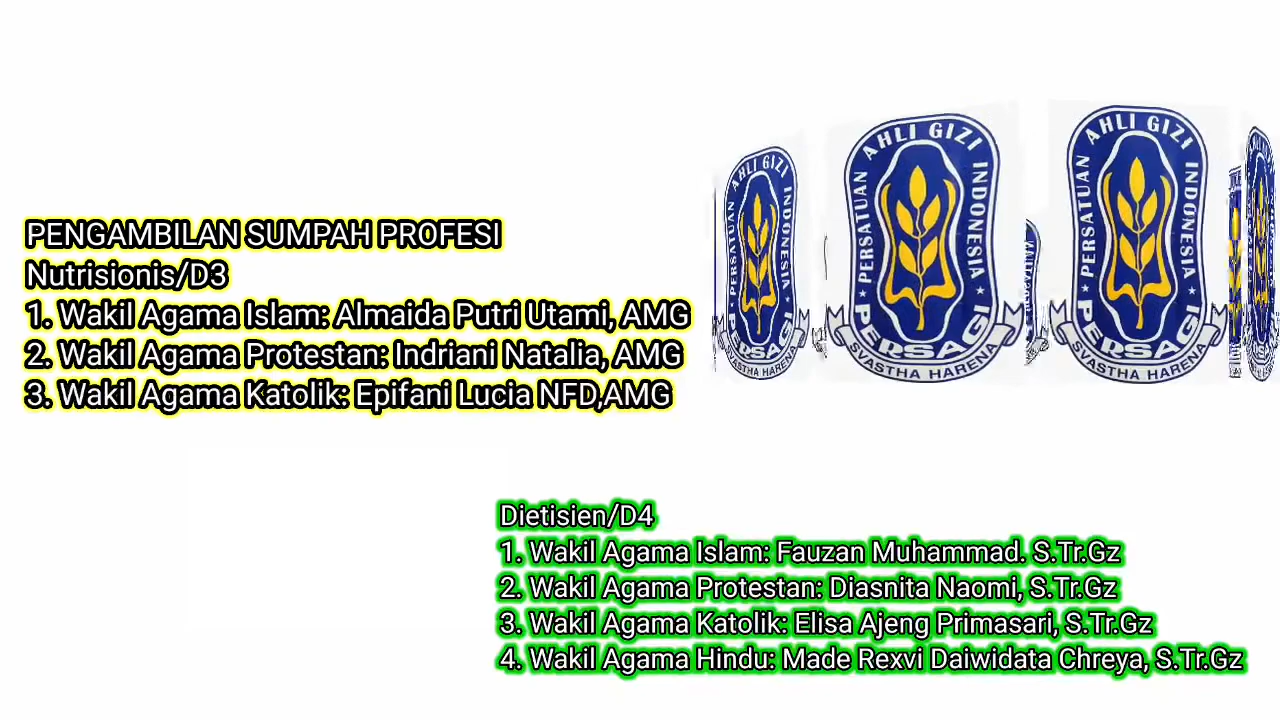 PENGAMBILAN SUMPAH PROFESI
Nutrisionis/D3
1. Wakil Agama Islam: Almaida Putri Utami, AMG
2. Wakil Agama Protestan: Indriani Natalia, AMG
3. Wakil Agama Katolik: Epifani Lucia NFD,AMG
PERSATUAN AHLI GIZI INDONESIA
PERSAGI
SVASTHA HARENA
PERSATUAN AHLI GIZI INDONESIA
PERSAGI
SVASTHA HARENA
PERSATUAN AHLI GIZI INDONESIA
PERSAGI
SVASTHA HARENA
Dietisien/D4
1. Wakil Agama Islam: Fauzan Muhammad. S.Tr.Gz
2. Wakil Agama Protestan: Diasnita Naomi, S.Tr.Gz
3. Wakil Agama Katolik: Elisa Ajeng Primasari, S.Tr.Gz
4. Wakil Agama Hindu: Made Rexvi Daiwidata Chreya, S.Tr.Gz